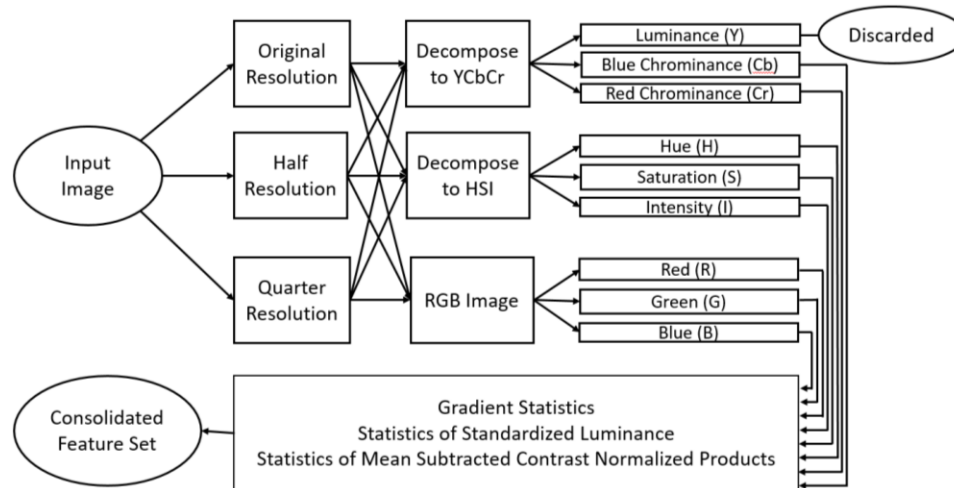 Original
Resolution
Decompose
to YCbCr
Luminance (Y)
Discarded
Blue Chrominance (Cb)
Red Chrominance (Cr)
Input
Image
Half
Resolution
Decompose
to HSI
Hue (H)
Saturation (S)
Intensity (I)
Quarter
Resolution
RGB Image
Red (R)
Green (G)
Blue (B)
Consolidated
Feature Set
Gradient Statistics
Statistics of Standardized Luminance
Statistics of Mean Subtracted Contrast Normalized Products